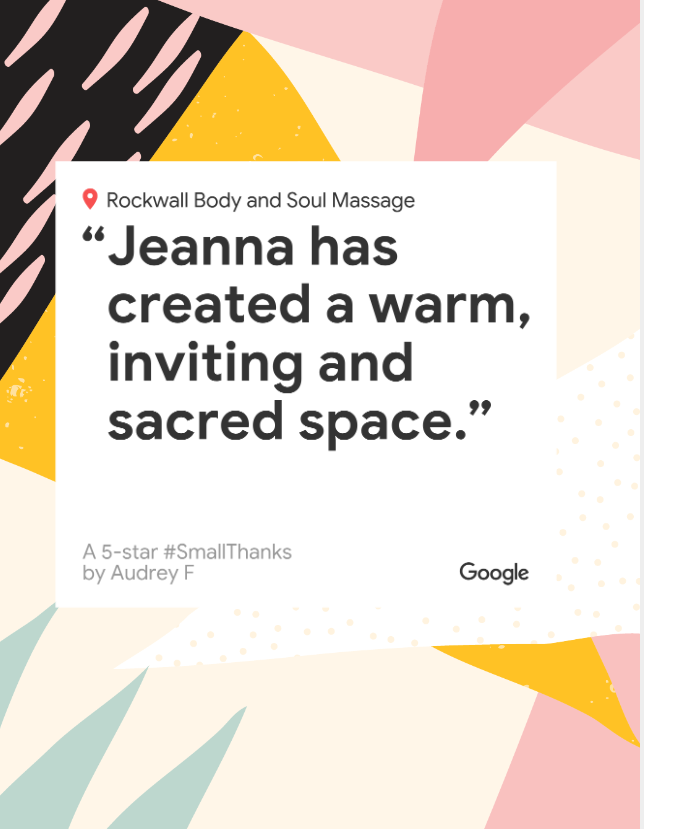 Rockwall Body and Soul Massage
“Jeanna has
created a warm,
inviting and
sacred space.”
A 5-star #SmallThanks
by Audrey F
Google